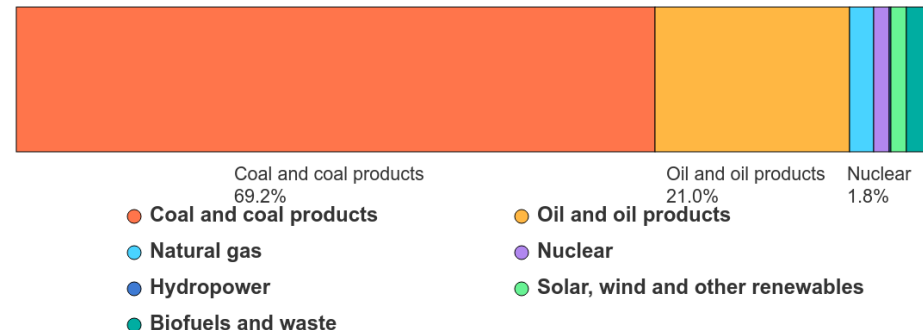 Coal and coal products
69.2%
Oil and oil products
21.0%
Nuclear
1.8%
Coal and coal products
Oil and oil products
Natural gas
Nuclear
Hydropower
Solar, wind and other renewables
Biofuels and waste